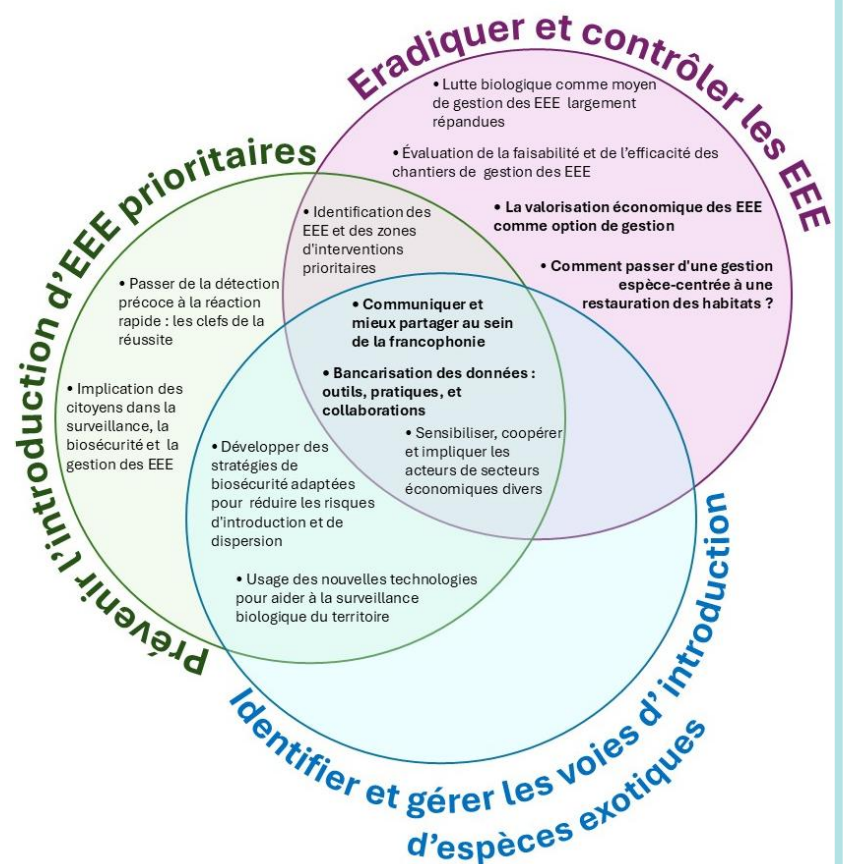 Eradiquer et contrôler les EEE
• Lutte biologique comme moyen
de gestion des EEE largement
répandues
• Évaluation de la faisabilité et de l'efficacité des
chantiers de gestion des EEE
• La valorisation économique des EEE
comme option de gestion
• Comment passer d'une gestion
espèce-centrée à une
restauration des habitats ?
Prévenir l'introduction d'EEE prioritaires
• Identification des
EEE et des zones
d'interventions
prioritaires
• Passer de la détection
précoce à la réaction
rapide : les clefs de la
réussite
• Communiquer et
mieux partager au sein
de la francophonie
• Implication des
citoyens dans la
surveillance, la
biosécurité et la
gestion des EEE
• Bancarisation des données :
outils, pratiques, et
collaborations
• Sensibiliser, coopérer
et impliquer les
acteurs de secteurs
économiques divers
• Développer des
stratégies de
biosécurité adaptées
pour réduire les risques
d'introduction et de
dispersion
• Usage des nouvelles technologies
pour aider à la surveillance
biologique du territoire
Identifier et gérer les voies d' introduction
d'espèces exotiques